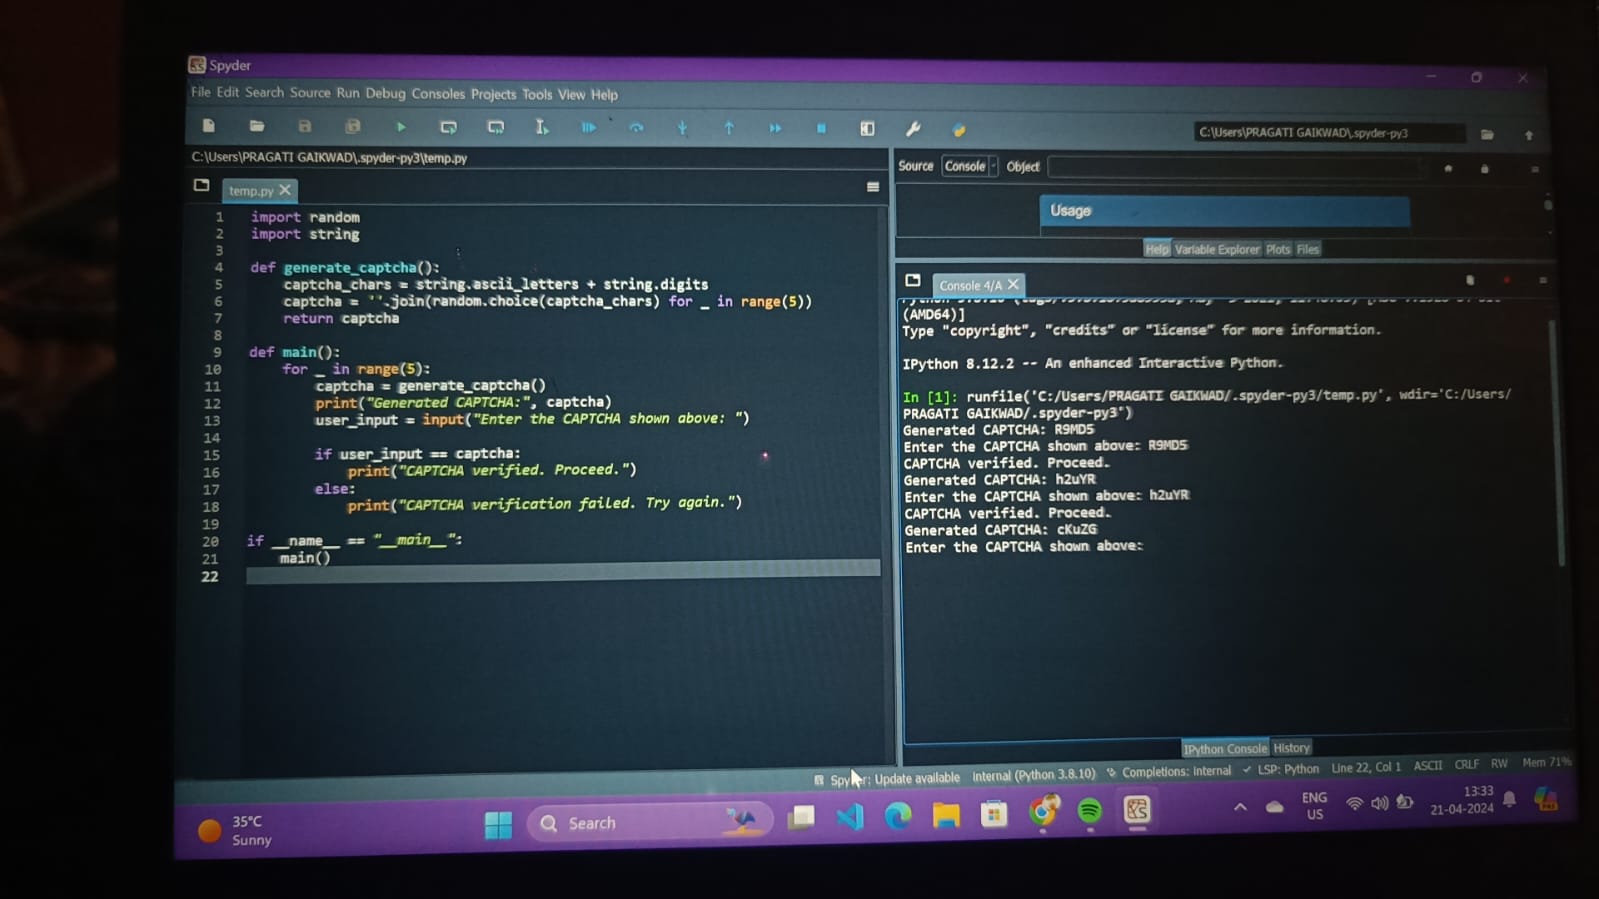 Spyder
File Edit Search Source Run Debug Consoles Projects Tools View Help
C:\Users\PRAGATI GAIKWAD\.spyder-py3
C:\Users\PRAGATI GAIKWAD\.spyder-py3\temp.py
temp.py
1 import random
2 import string
3
4 def generate_captcha():
5 captcha_chars = string.ascii_letters + string.digits
6 captcha = ''.join(random.choice(captcha_chars) for _ in range(5))
7 return captcha
8
9 def main():
10 for _ in range(5):
11 captcha = generate_captcha()
12 print("Generated CAPTCHA:", captcha)
13 user_input = input("Enter the CAPTCHA shown above: ")
14
15 if user_input == captcha:
16 print("CAPTCHA verified. Proceed.")
17 else:
18 print("CAPTCHA verification failed. Try again.")
19
20 if __name__ == "__main__":
21 main()
22
Source Console Object
Usage
Help Variable Explorer Plots Files
Console 4/A
(AMD64)]
Type "copyright", "credits" or "license" for more information.
IPython 8.12.2 -- An enhanced Interactive Python.
In [1]: runfile('C:/Users/PRAGATI GAIKWAD/.spyder-py3/temp.py', wdir='C:/Users/
PRAGATI GAIKWAD/.spyder-py3')
Generated CAPTCHA: R9MD5
Enter the CAPTCHA shown above: R9MD5
CAPTCHA verified. Proceed.
Generated CAPTCHA: h2uYR
Enter the CAPTCHA shown above: h2uYR
CAPTCHA verified. Proceed.
Generated CAPTCHA: cKuZG
Enter the CAPTCHA shown above:
IPython Console History
Update available Internal (Python 3.8.10) Completions: internal LSP: Python Line 22, Col 1 ASCII CRLF RW Mem 71%
35°C
Sunny
Search
ENG
US
13:33
21-04-2024